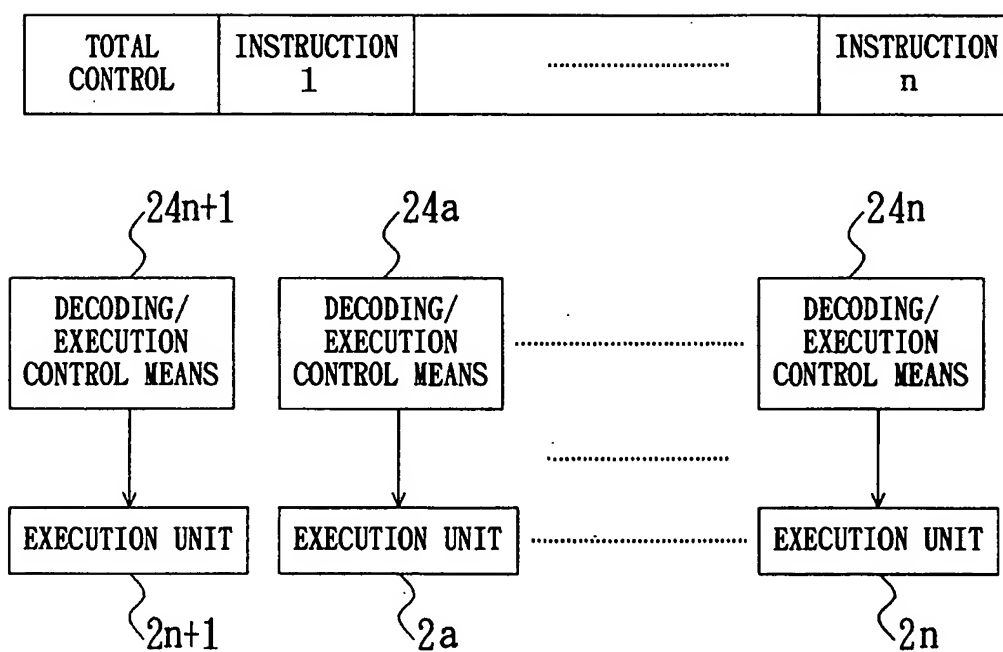 TOTAL CONTROL
INSTRUCTION 1
INSTRUCTION n
24n+1
24a
24n
DECODING/
EXECUTION
CONTROL MEANS
DECODING/
EXECUTION
CONTROL MEANS
DECODING/
EXECUTION
CONTROL MEANS
EXECUTION UNIT
EXECUTION UNIT
EXECUTION UNIT
2n+1
2a
2n